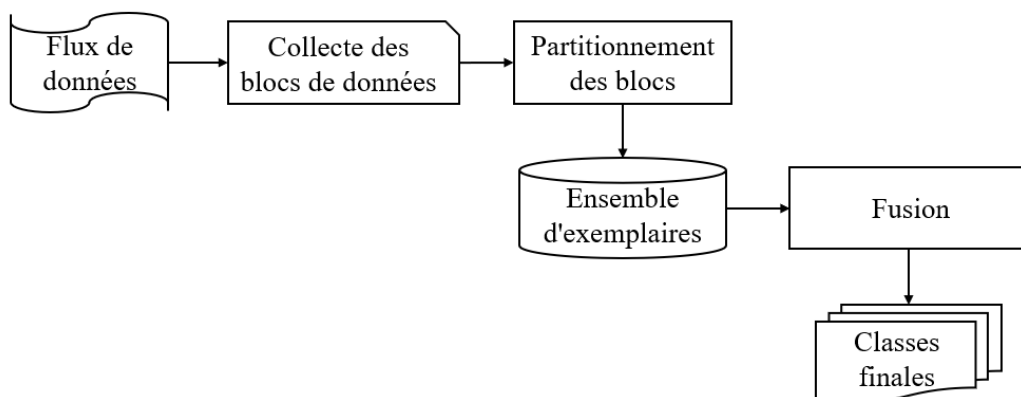 Flux de
données
Collecte des
blocs de données
Partitionnement
des blocs
Ensemble
d'exemplaires
Fusion
Classes
finales